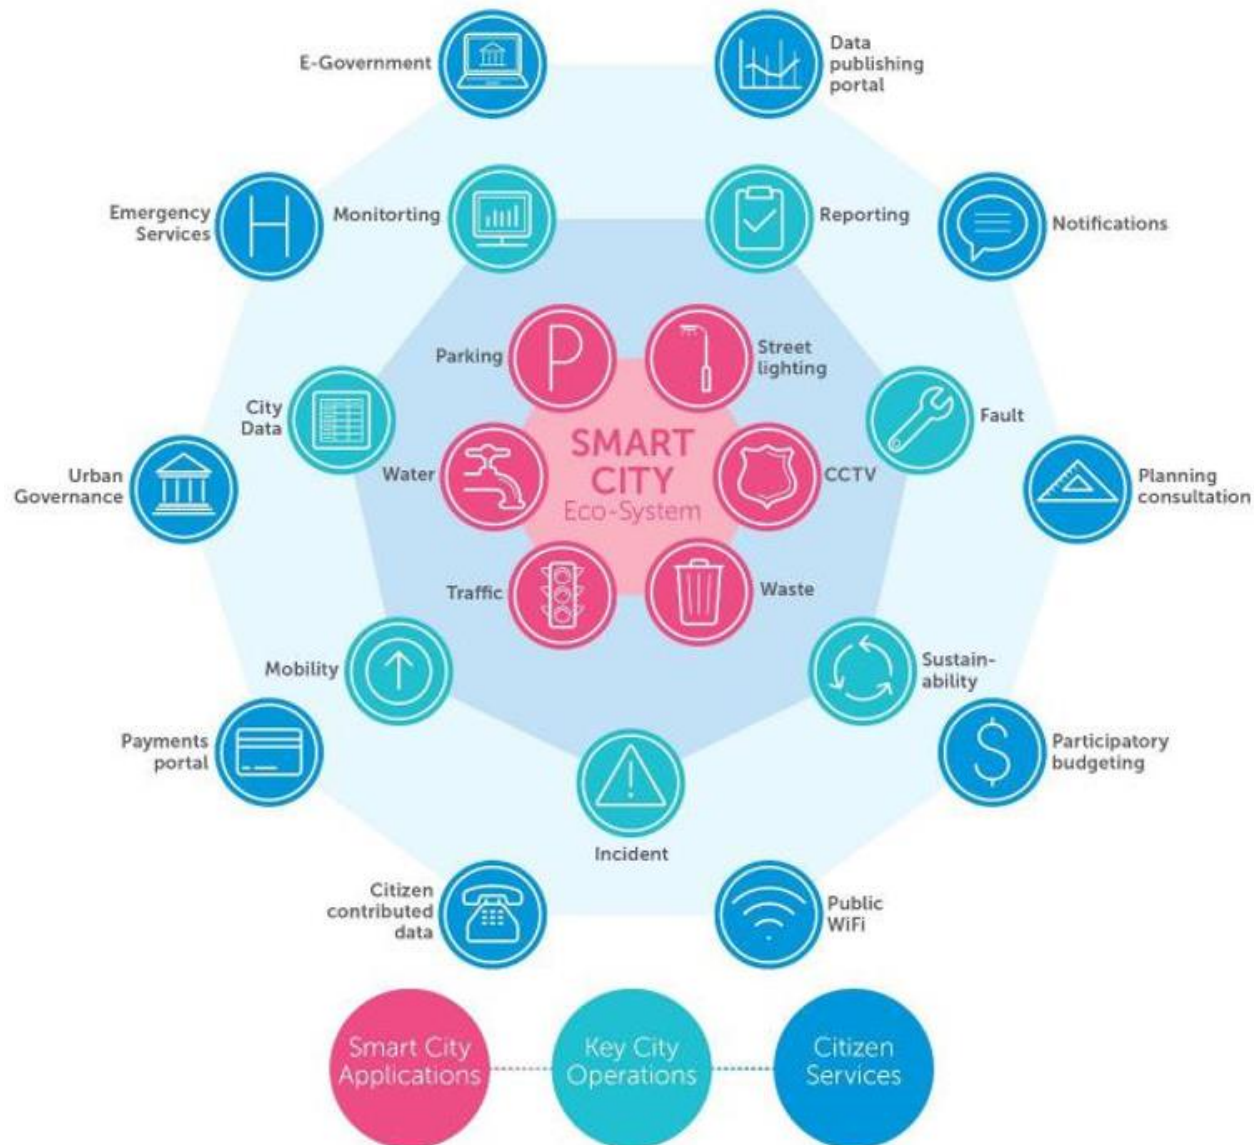 E-Government
Data
publishing
portal
Emergency
Services
Monitorting
Reporting
Notifications
Parking
Street
lighting
City
Data
Fault
SMART
CITY
Eco-System
Water
CCTV
Urban
Governance
Planning
consultation
Traffic
Waste
Mobility
Sustain-
ability
Payments
portal
Participatory
budgeting
Incident
Citizen
contributed
data
Public
WiFi
Smart City
Applications
Key City
Operations
Citizen
Services